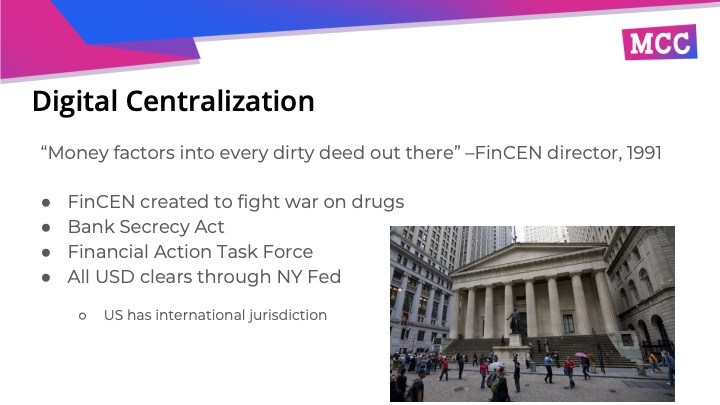 MCC
Digital Centralization
“Money factors into every dirty deed out there” –FinCEN director, 1991
● FinCEN created to fight war on drugs
● Bank Secrecy Act
● Financial Action Task Force
● All USD clears through NY Fed
○ US has international jurisdiction